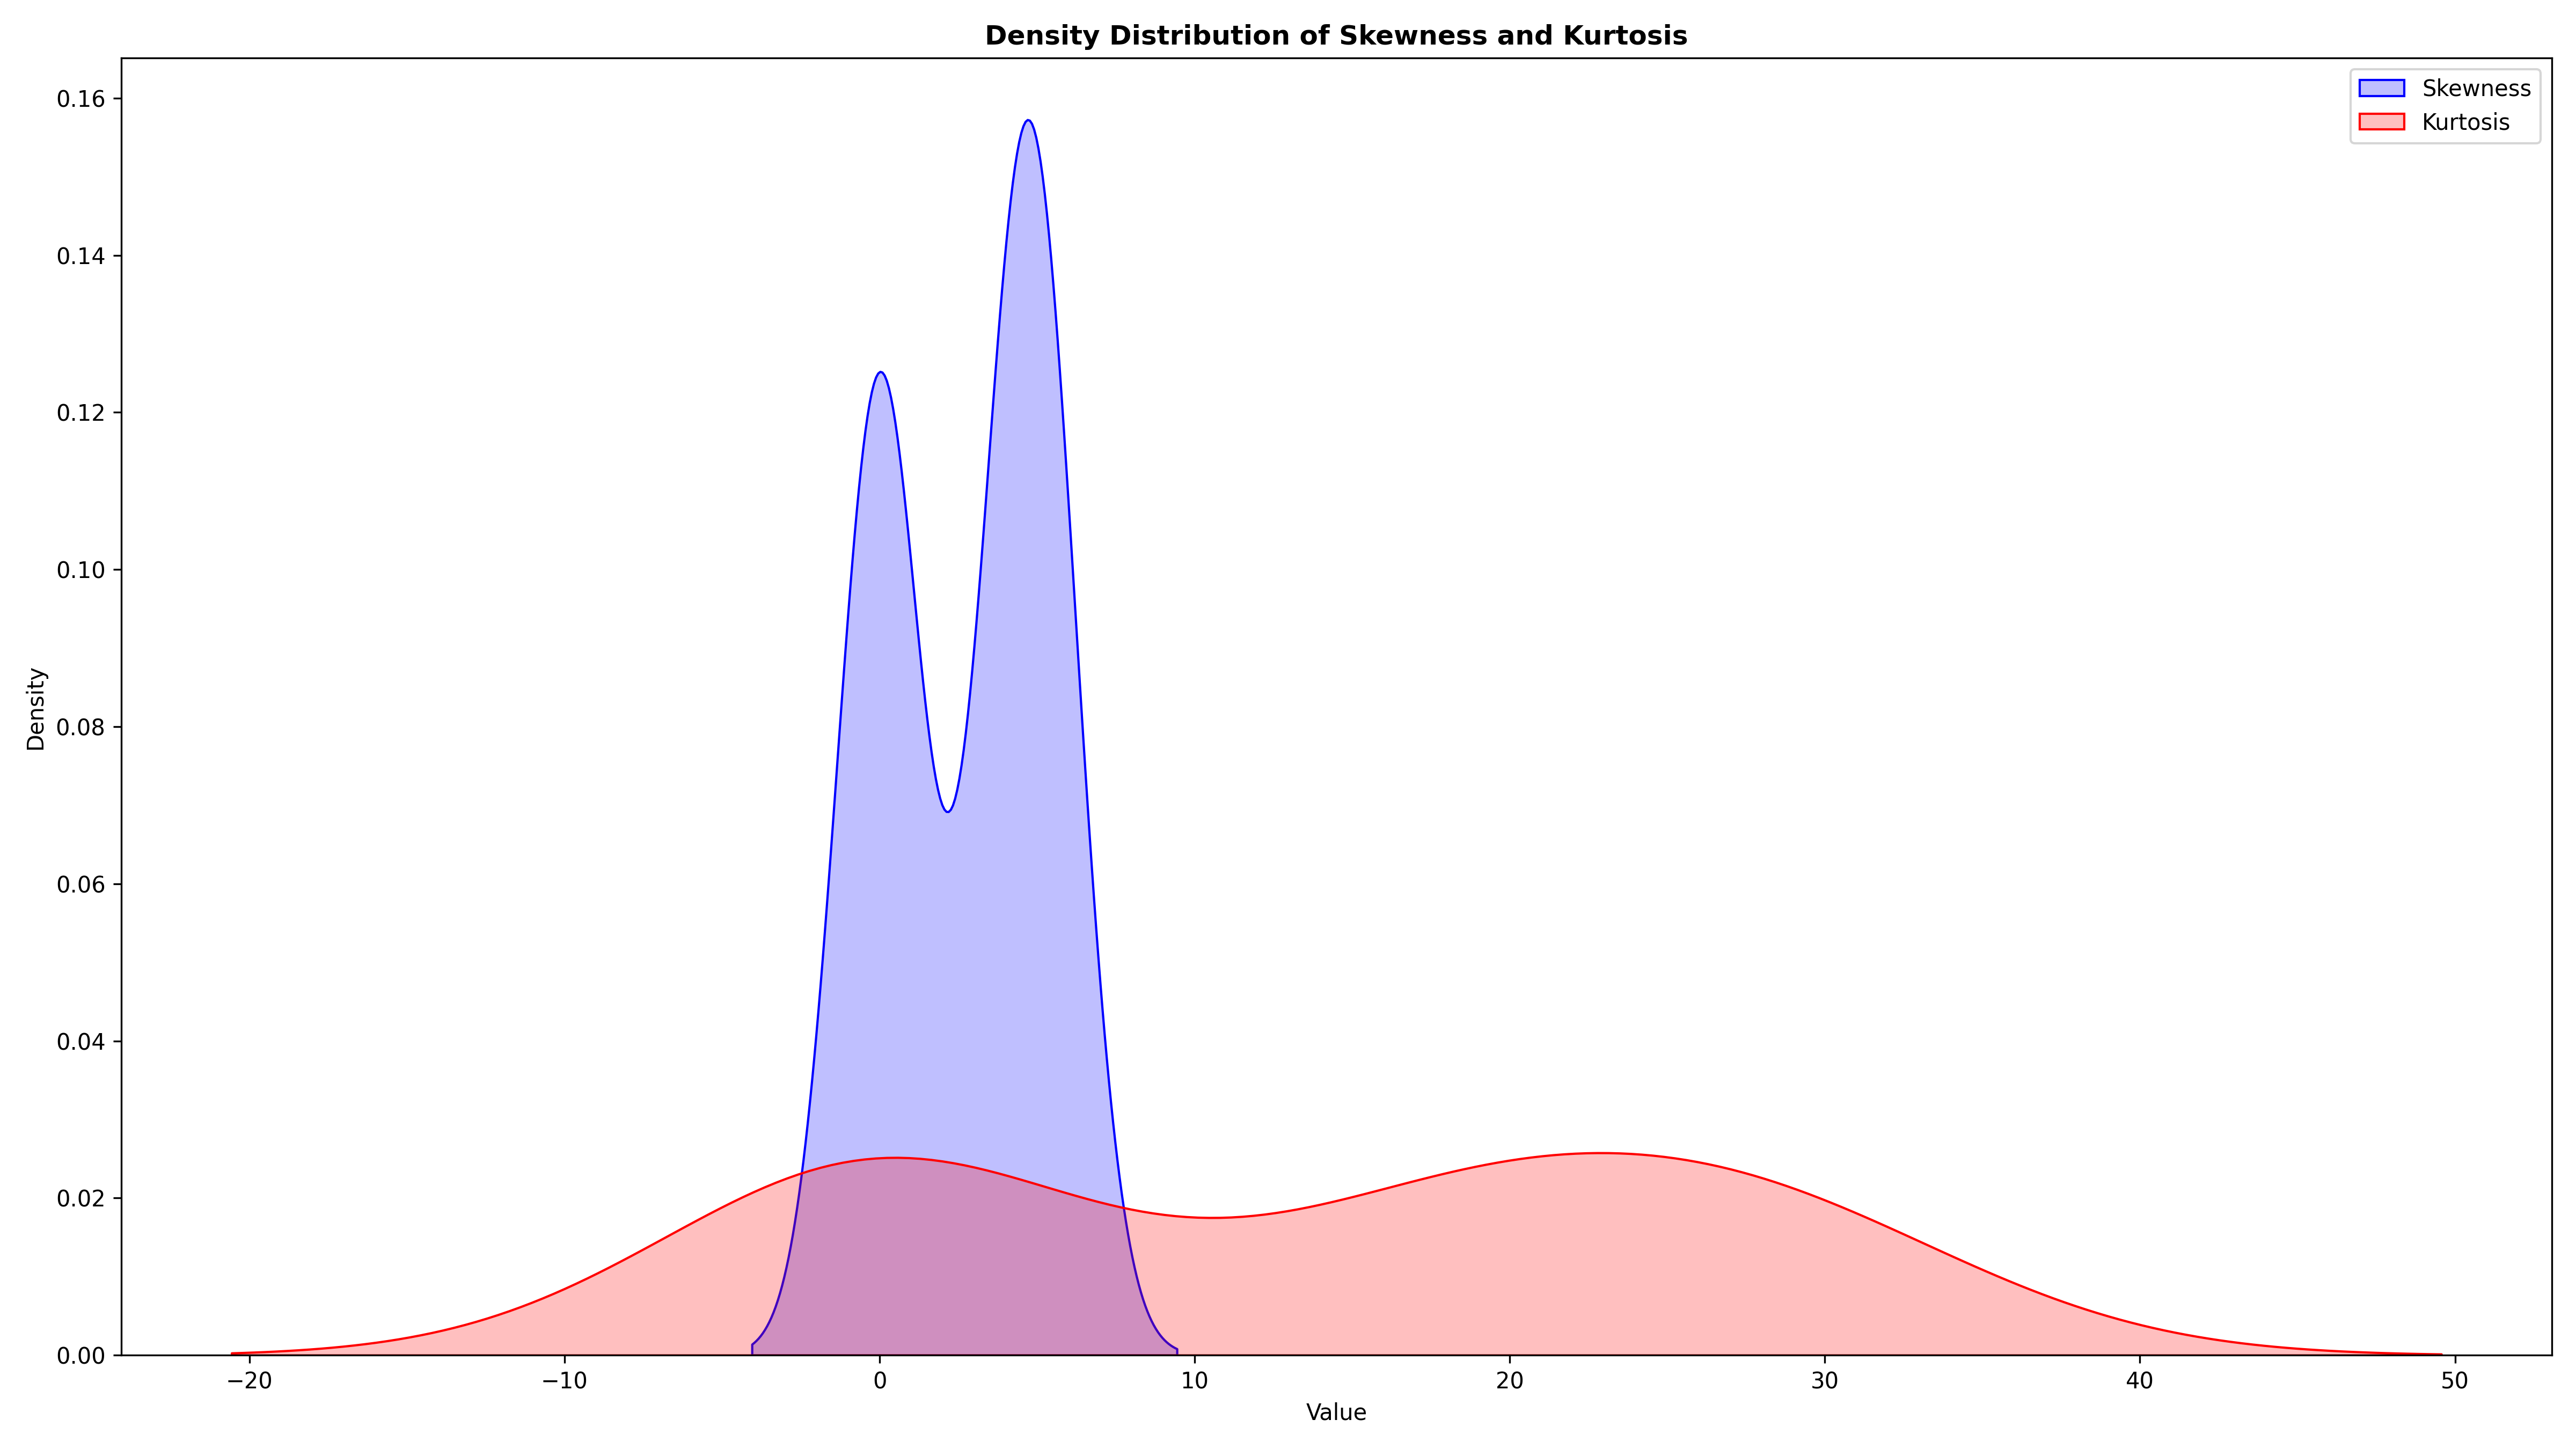 Density Distribution of Skewness and Kurtosis
Skewness
Kurtosis
0.16
0.14
0.12
0.10
0.08
0.06
0.04
0.02
0.00
Density
−20 −10 0 10 20 30 40 50
Value